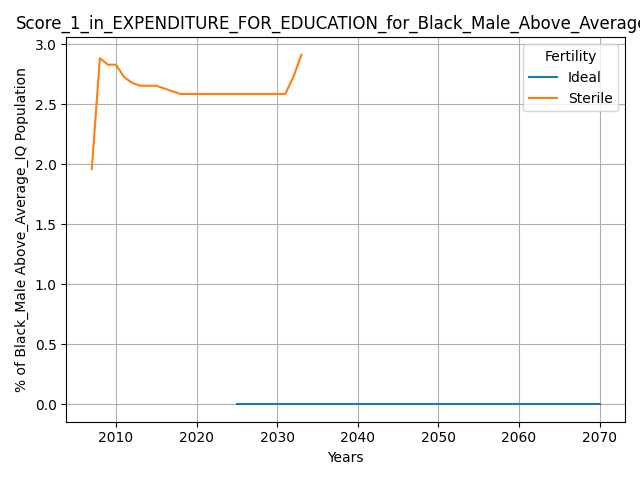 Score_1_in_EXPENDITURE_FOR_EDUCATION_for_Black_Male_Above_Average
Fertility
Ideal
Sterile
% of Black_Male Above_Average_IQ Population
3.0
2.5
2.0
1.5
1.0
0.5
0.0
2010 2020 2030 2040 2050 2060 2070
Years